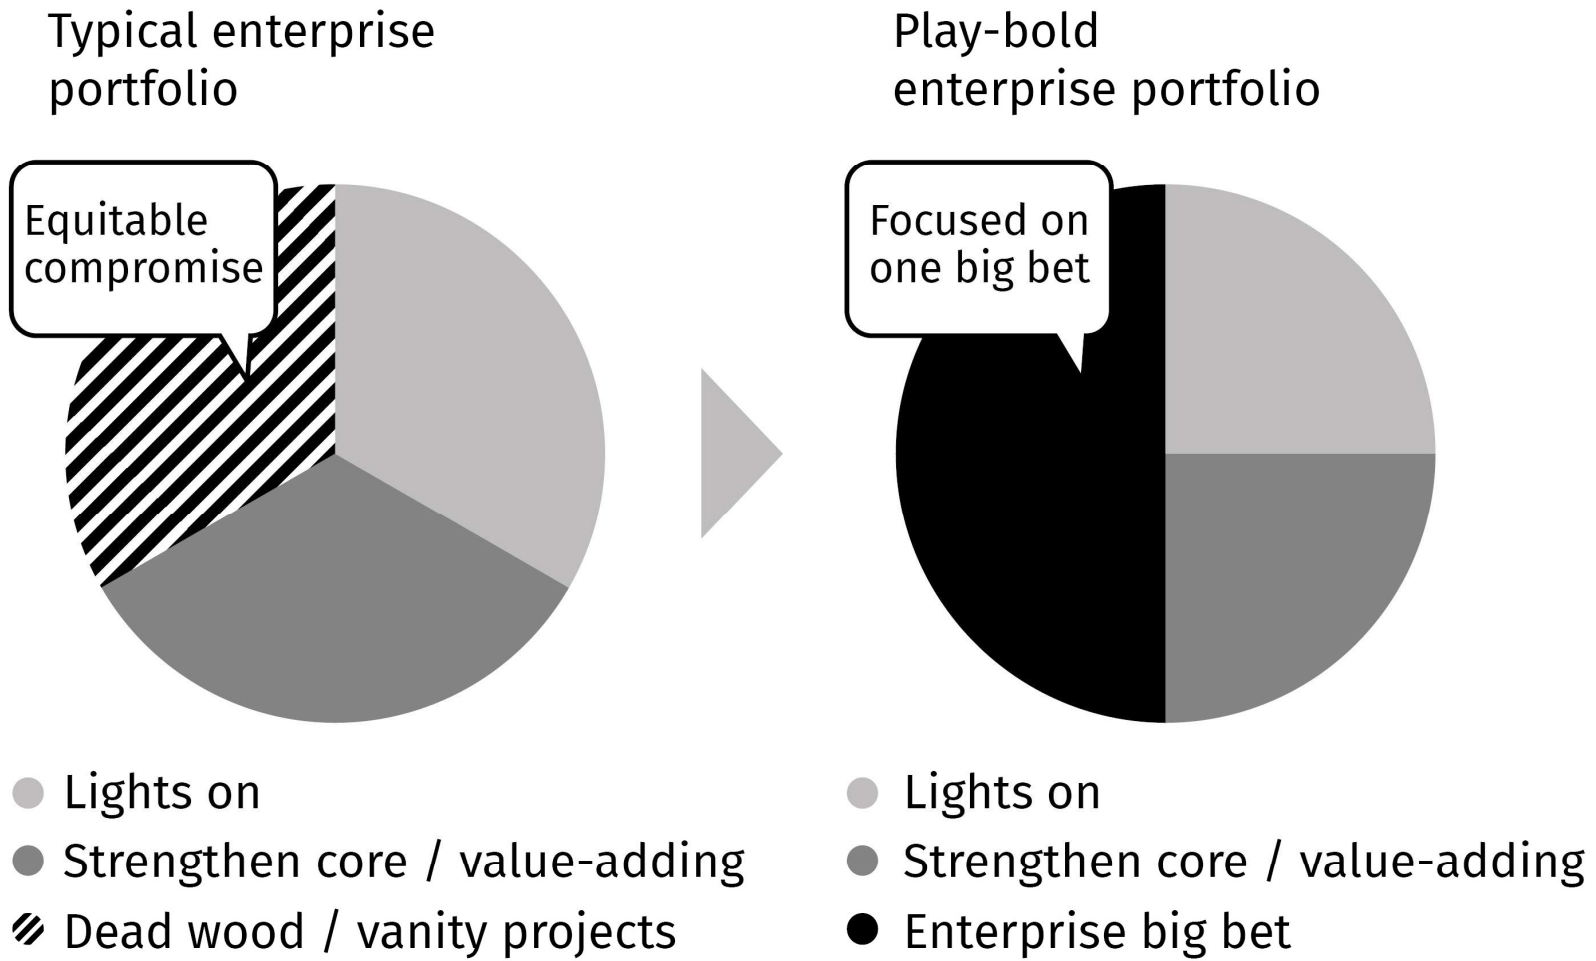 Typical enterprise
portfolio
Equitable
compromise
Lights on
Strengthen core / value-adding
Dead wood / vanity projects
Play-bold
enterprise portfolio
Focused on
one big bet
Lights on
Strengthen core / value-adding
Enterprise big bet